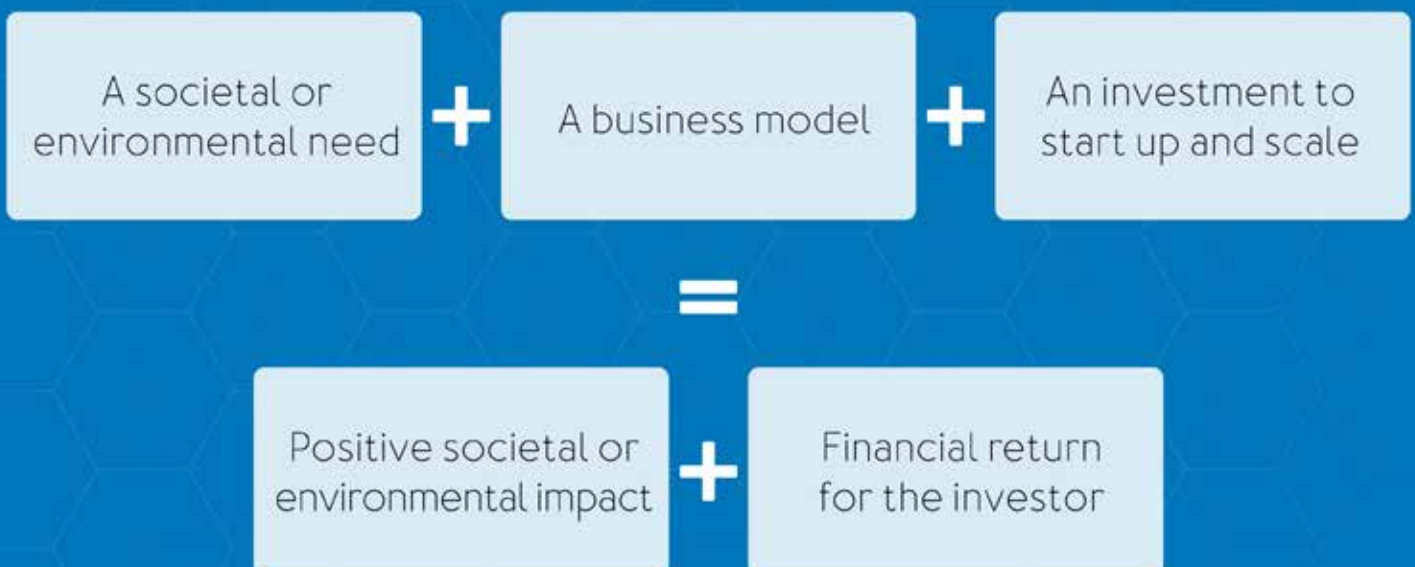 A societal or
environmental need
+
A business model
+
An investment to
start up and scale
=
Positive societal or
environmental impact
+
Financial return
for the investor